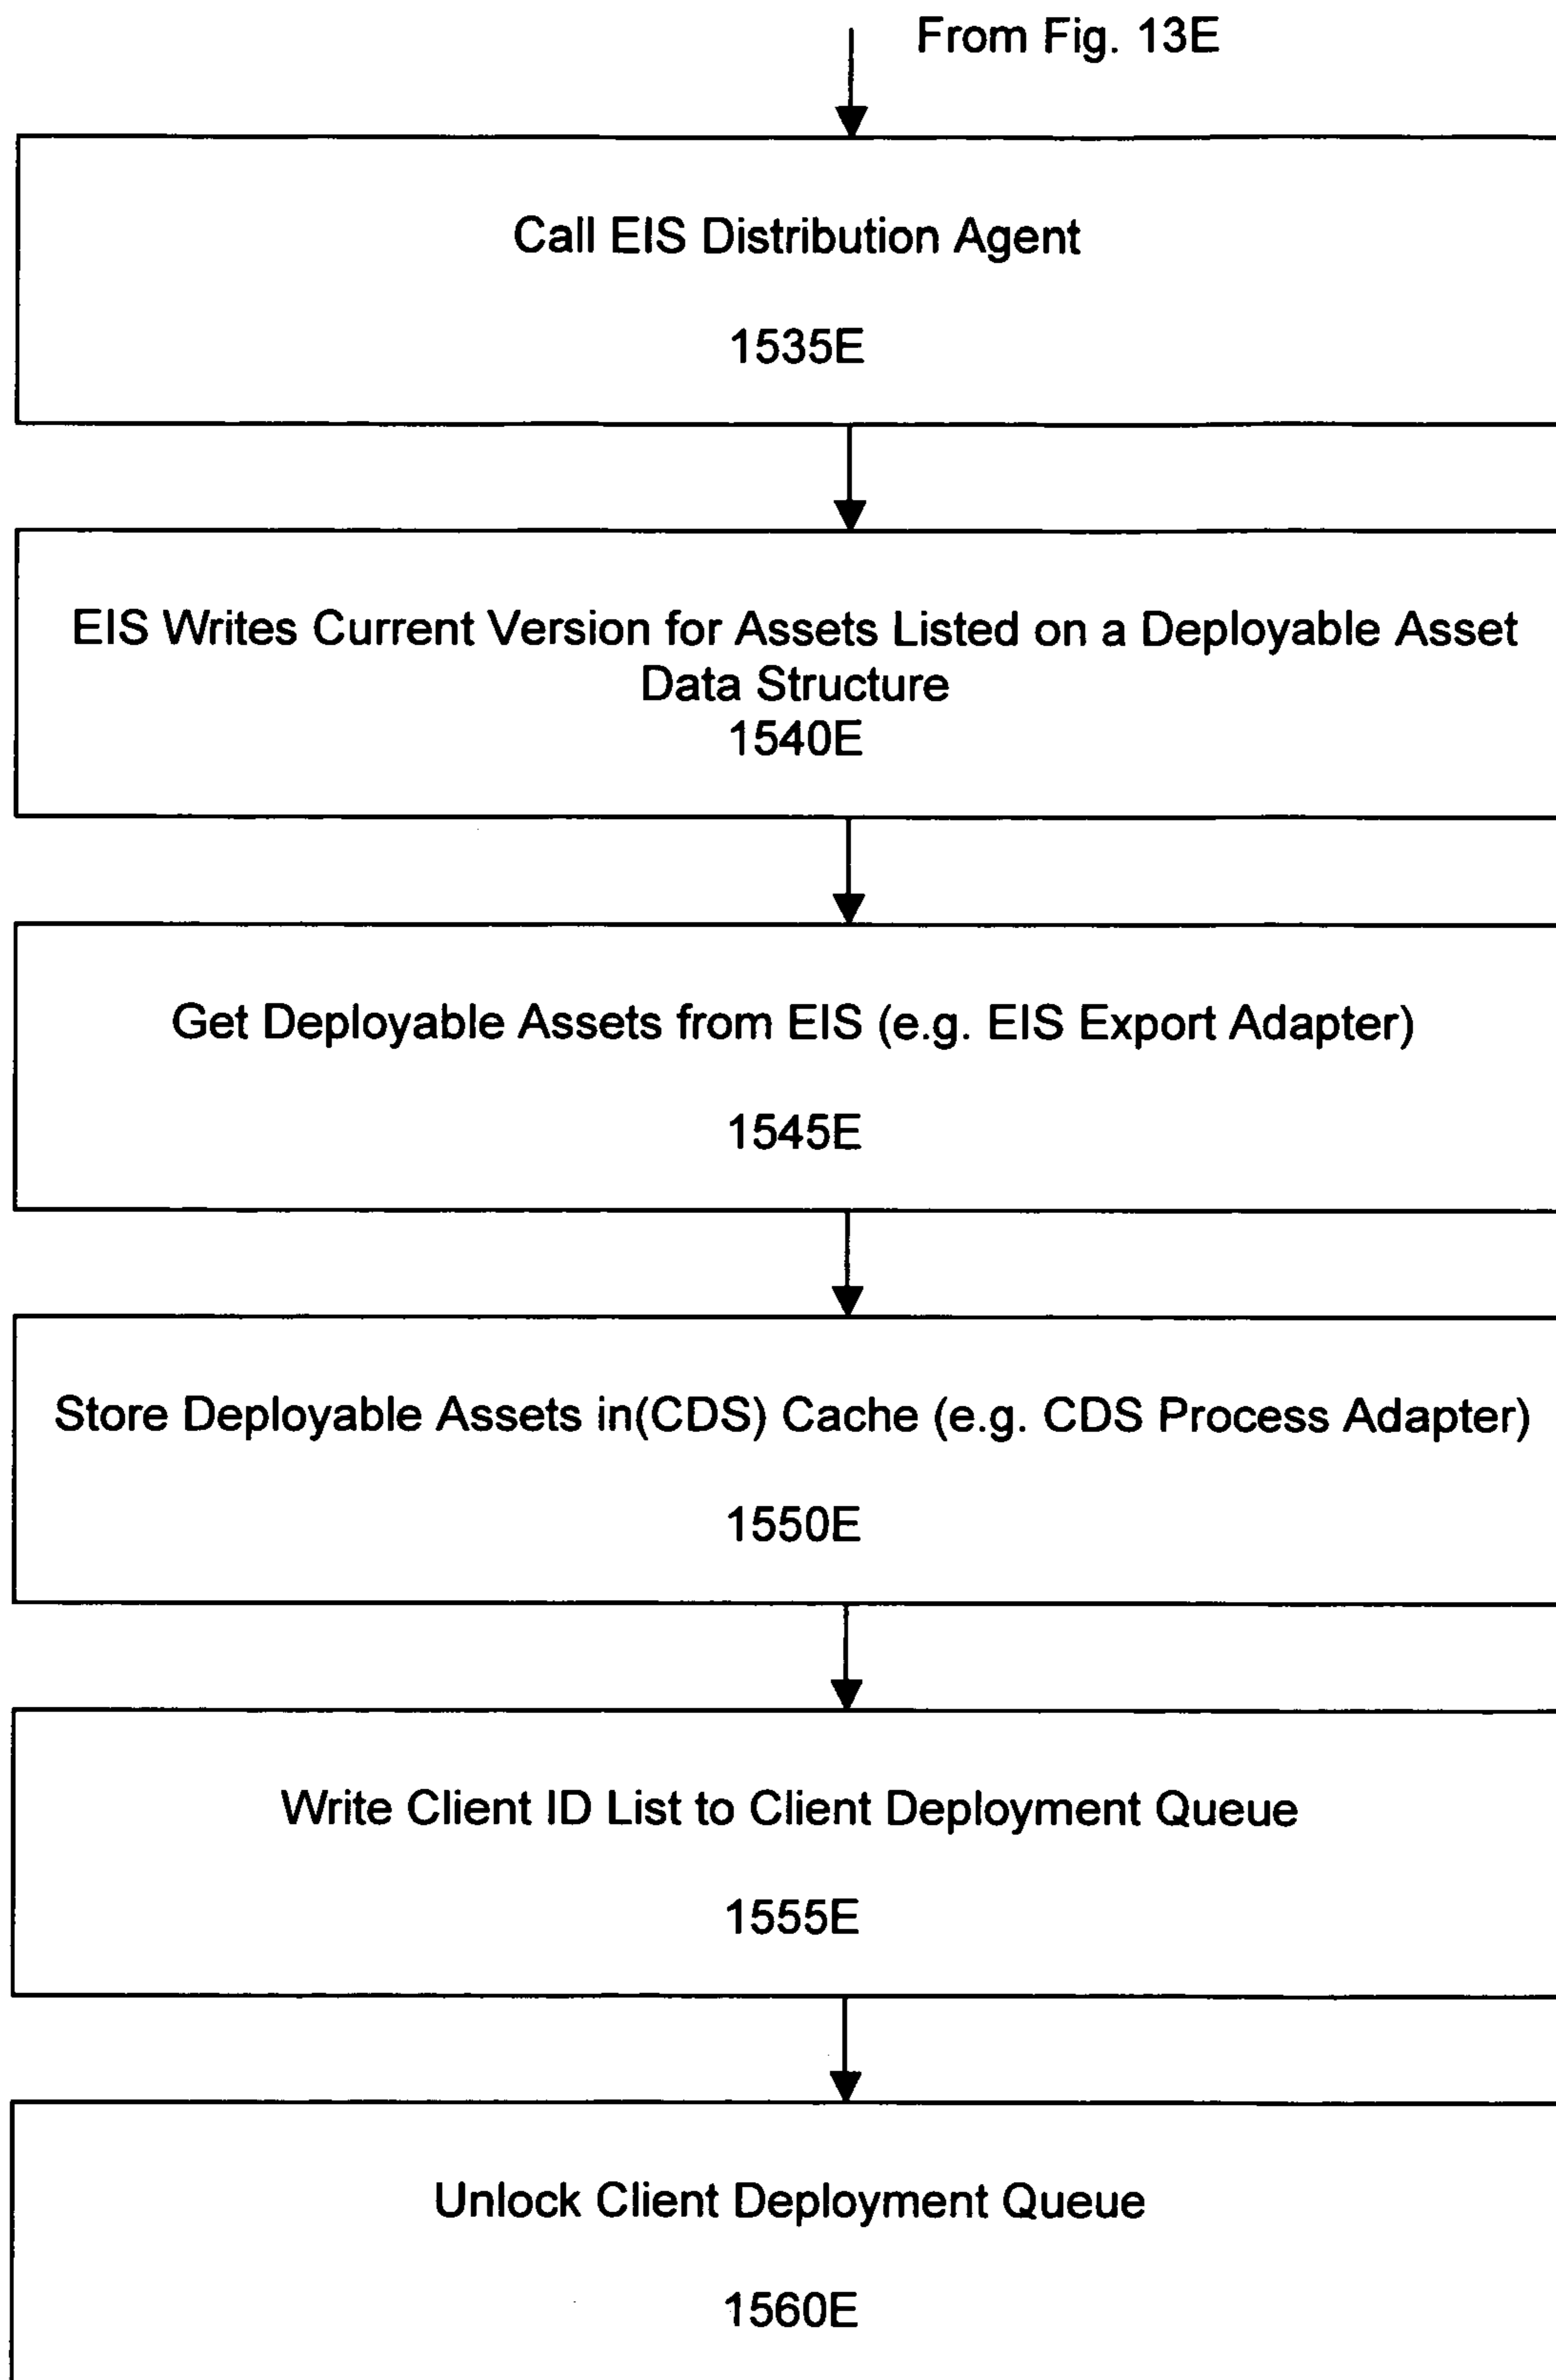 From Fig. 13E
Call EIS Distribution Agent
1535E
EIS Writes Current Version for Assets Listed on a Deployable Asset
Data Structure
1540E
Get Deployable Assets from EIS (e.g. EIS Export Adapter)
1545E
Store Deployable Assets in(CDS) Cache (e.g. CDS Process Adapter)
1550E
Write Client ID List to Client Deployment Queue
1555E
Unlock Client Deployment Queue
1560E